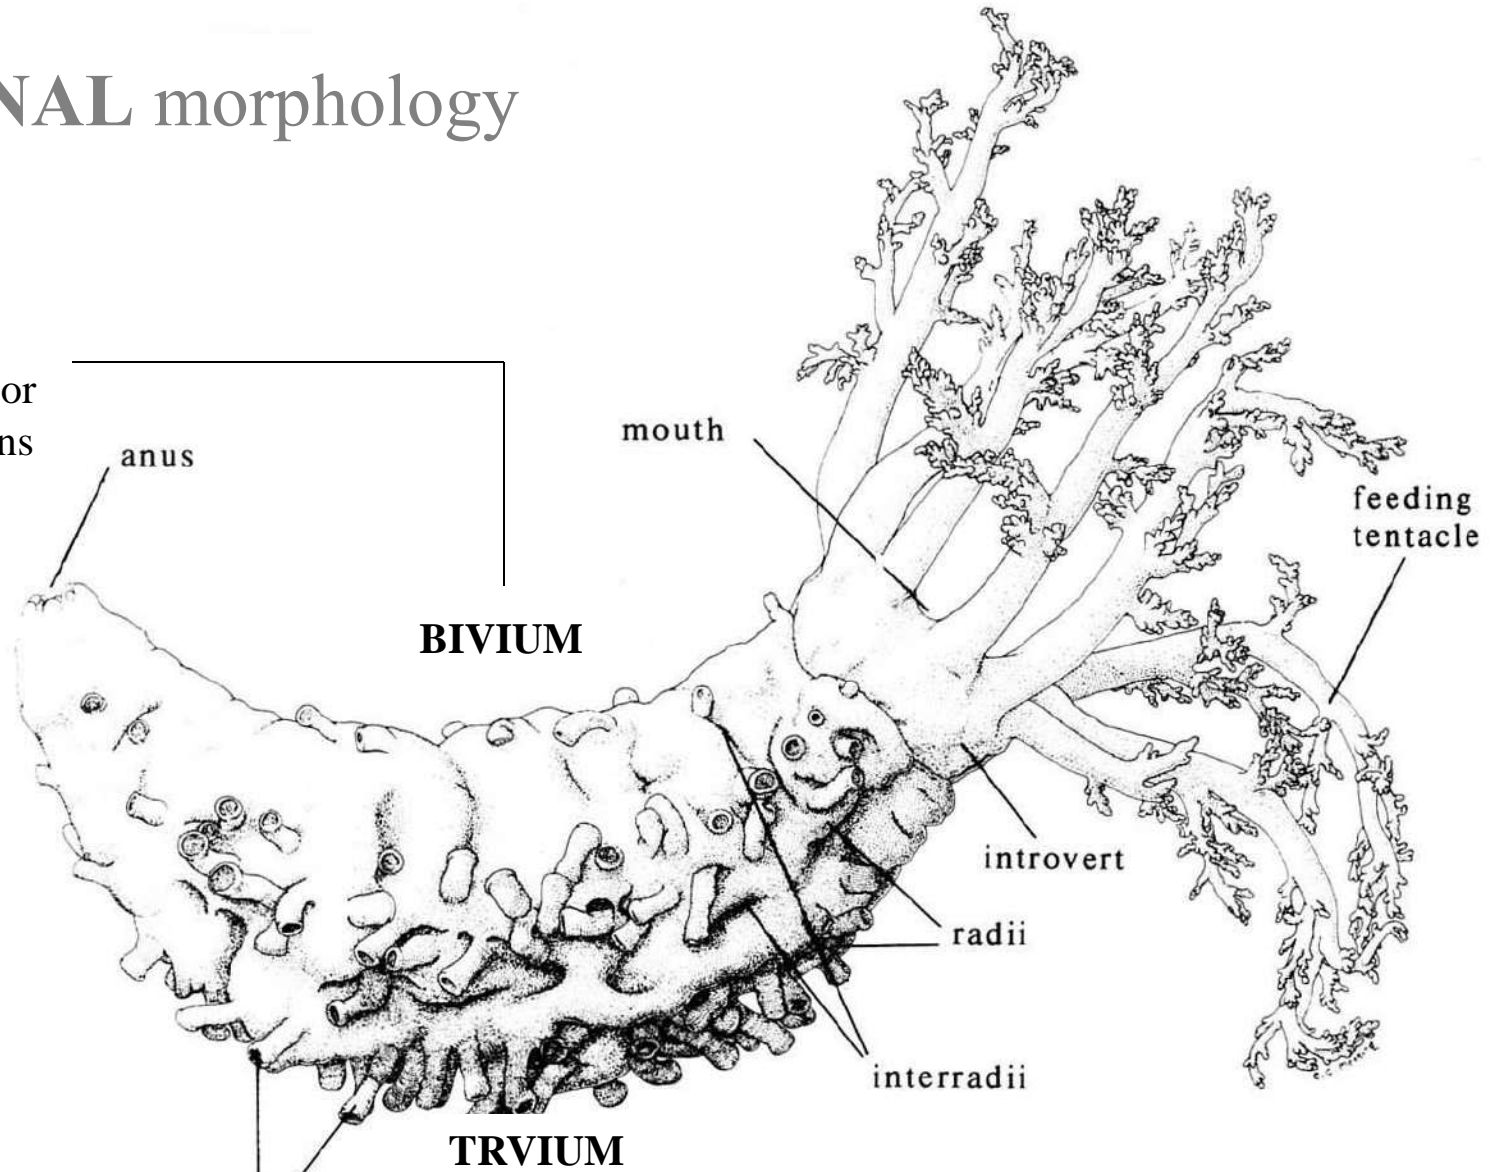 NAL morphology
or
ns
anus
mouth
feeding
tentacle
BIVIUM
introvert
radii
interradii
TRVIUM